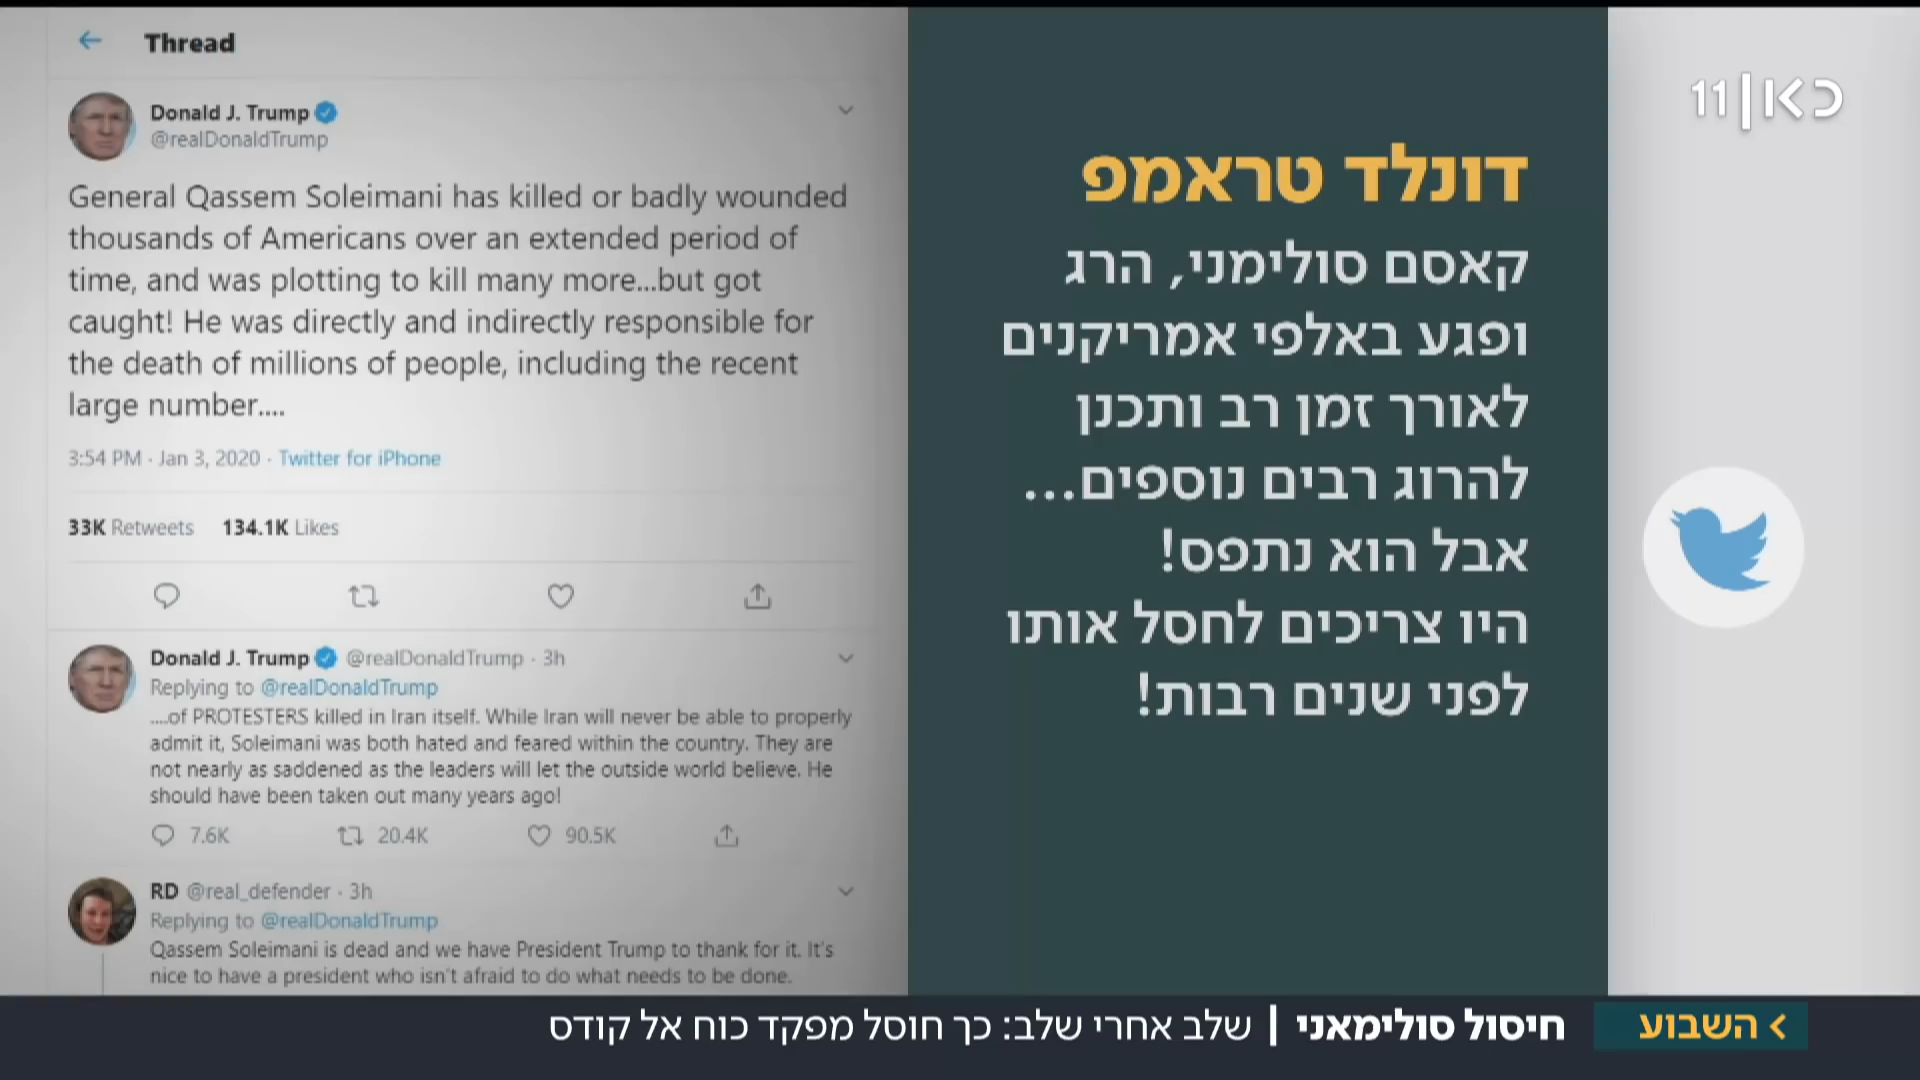 Thread
Donald J. Trump
@realDonaldTrump
General Qassem Soleimani has killed or badly wounded
thousands of Americans over an extended period of
time, and was plotting to kill many more...but got
caught! He was directly and indirectly responsible for
the death of millions of people, including the recent
large number....
3:54 PM · Jan 3, 2020 · Twitter for iPhone
33K Retweets 134.1K Likes
Donald J. Trump @realDonaldTrump · 3h
Replying to @realDonaldTrump
....of PROTESTERS killed in Iran itself. While Iran will never be able to properly
admit it, Soleimani was both hated and feared within the country. They are
not nearly as saddened as the leaders will let the outside world believe. He
should have been taken out many years ago!
7.6K 20.4K 90.5K
RD @real_defender · 3h
Replying to @realDonaldTrump
Qassem Soleimani is dead and we have President Trump to thank for it. It's
nice to have a president who isn't afraid to do what needs to be done.
דונלד טראמפ
קאסם סולימני, הרג
ופגע באלפי אמריקנים
לאורך זמן רב ותכנן
להרוג רבים נוספים...
אבל הוא נתפס!
היו צריכים לחסל אותו
לפני שנים רבות!
כאן|11
השבוע
חיסול סולימאני | שלב אחרי שלב: כך חוסל מפקד כוח אל קודס